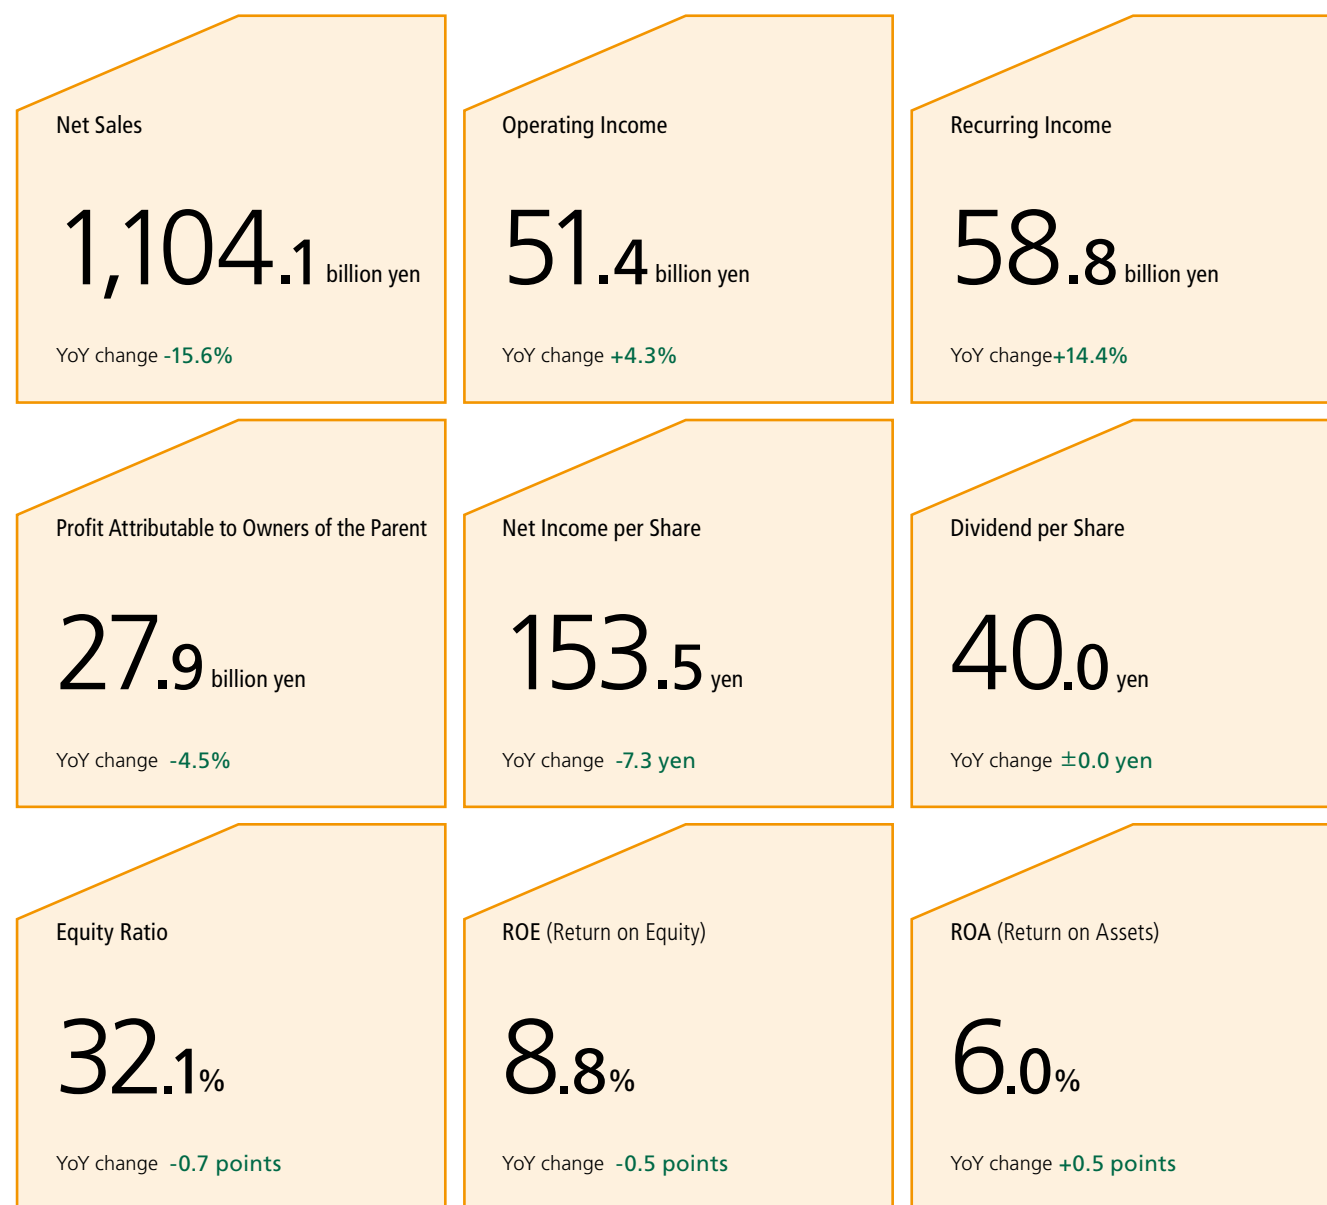 Net Sales
1,104.1 billion yen
YoY change -15.6%
Operating Income
51.4 billion yen
YoY change +4.3%
Recurring Income
58.8 billion yen
YoY change+14.4%
Profit Attributable to Owners of the Parent
27.9 billion yen
YoY change -4.5%
Net Income per Share
153.5 yen
YoY change -7.3 yen
Dividend per Share
40.0 yen
YoY change ±0.0 yen
Equity Ratio
32.1%
YoY change -0.7 points
ROE (Return on Equity)
8.8%
YoY change -0.5 points
ROA (Return on Assets)
6.0%
YoY change +0.5 points